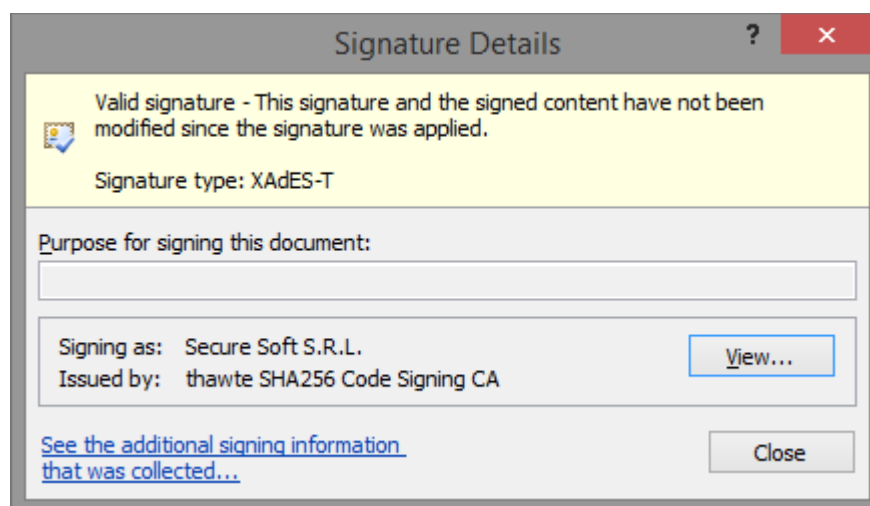 Signature Details
?
×
Valid signature - This signature and the signed content have not been
modified since the signature was applied.
Signature type: XAdES-T
Purpose for signing this document:
Signing as: Secure Soft S.R.L.
Issued by: thawte SHA256 Code Signing CA
View...
See the additional signing information
that was collected...
Close